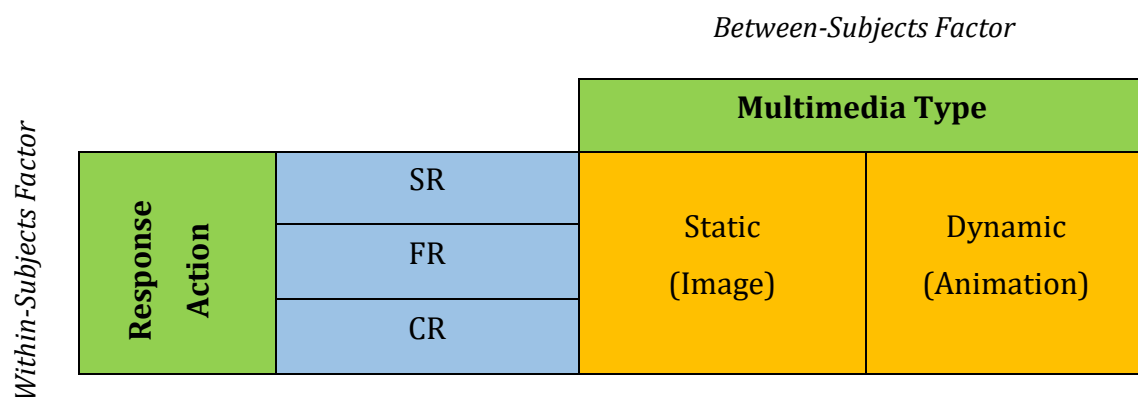 Between-Subjects Factor
Multimedia Type
Within-Subjects Factor
Response
Action
SR
FR
CR
Static
(Image)
Dynamic
(Animation)